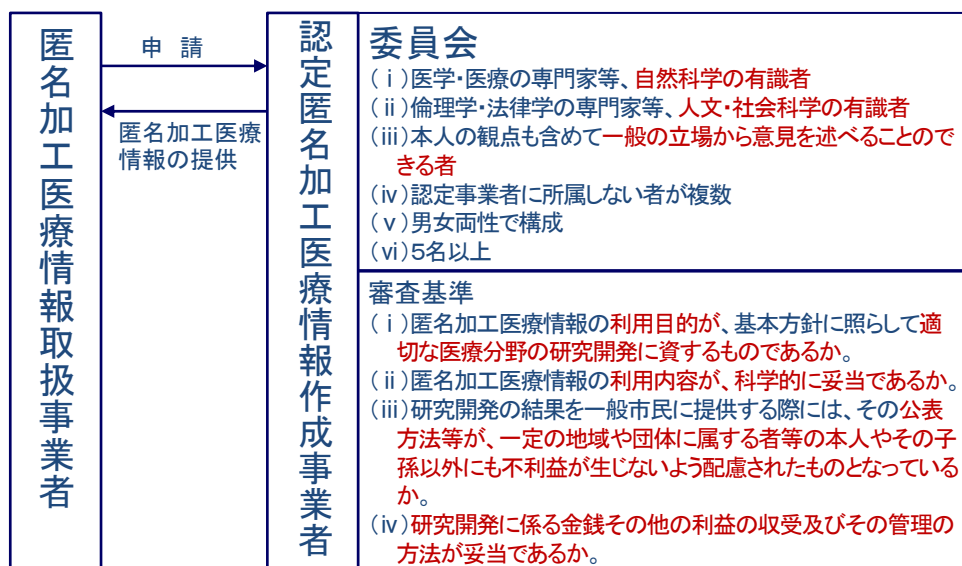 匿名加工医療情報取扱事業者
申 請
匿名加工医療
情報の提供
認定匿名加工医療情報作成事業者
委員会
(ⅰ)医学・医療の専門家等、自然科学の有識者
(ⅱ)倫理学・法律学の専門家等、人文・社会科学の有識者
(ⅲ)本人の観点も含めて一般の立場から意見を述べることので
きる者
(ⅳ)認定事業者に所属しない者が複数
(ⅴ)男女両性で構成
(ⅵ)5名以上
審査基準
(ⅰ)匿名加工医療情報の利用目的が、基本方針に照らして適
切な医療分野の研究開発に資するものであるか。
(ⅱ)匿名加工医療情報の利用内容が、科学的に妥当であるか。
(ⅲ)研究開発の結果を一般市民に提供する際には、その公表
方法等が、一定の地域や団体に属する者等の本人やその子
孫以外にも不利益が生じないよう配慮されたものとなっている
か。
(ⅳ)研究開発に係る金銭その他の利益の収受及びその管理の
方法が妥当であるか。